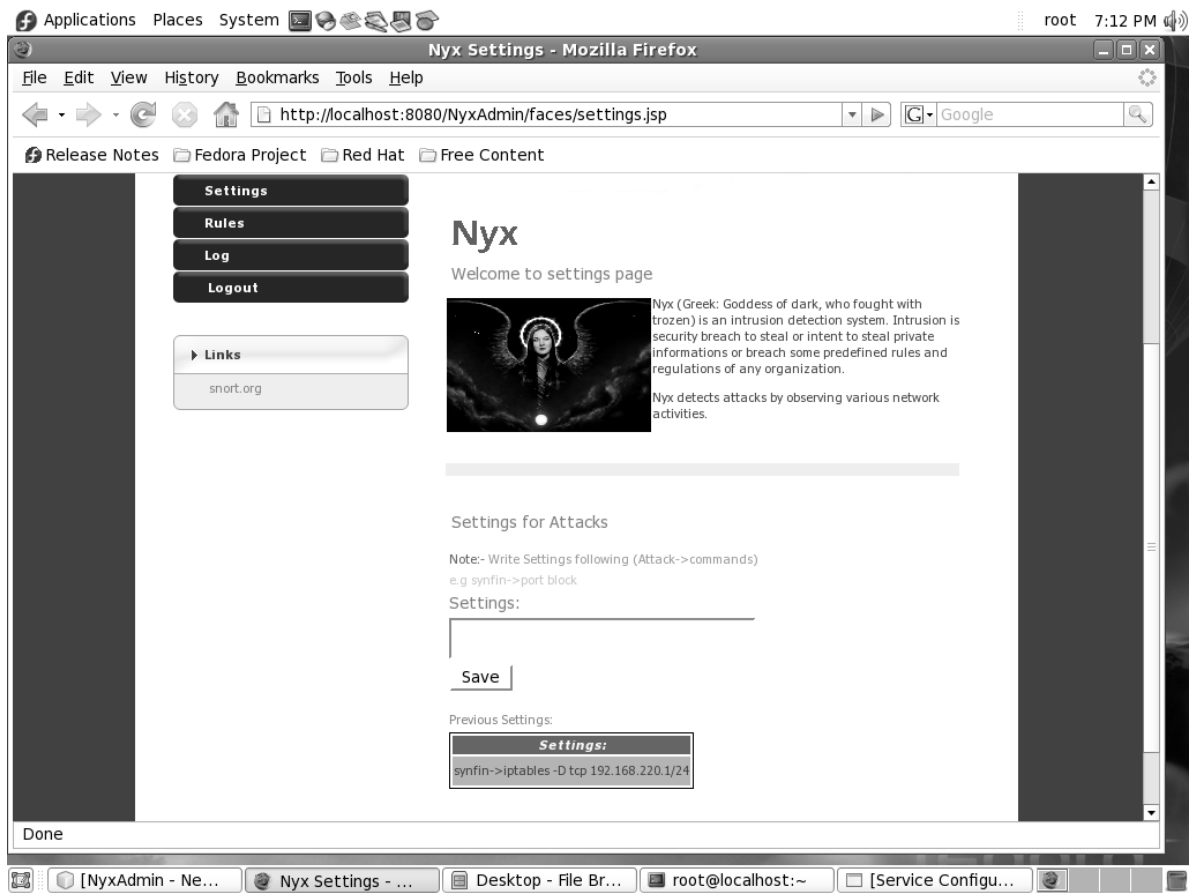 Applications Places System
root 7:12 PM
Nyx Settings - Mozilla Firefox
File Edit View History Bookmarks Tools Help
http://localhost:8080/NyxAdmin/faces/settings.jsp
G Google
Release Notes Fedora Project Red Hat Free Content
Settings
Rules
Log
Logout
Links
snort.org
Nyx
Welcome to settings page
Nyx (Greek: Goddess of dark, who fought with
trozen) is an intrusion detection system. Intrusion is
security breach to steal or intent to steal private
informations or breach some predefined rules and
regulations of any organization.
Nyx detects attacks by observing various network
activities.
Settings for Attacks
Note:- Write Settings following (Attack->commands)
e.g synfin->port block
Settings:
Save
Previous Settings:
Settings:
synfin->iptables -D tcp 192.168.220.1/24
Done
[NyxAdmin - Ne...
Nyx Settings - ...
Desktop - File Br...
root@localhost:~
[Service Configu...